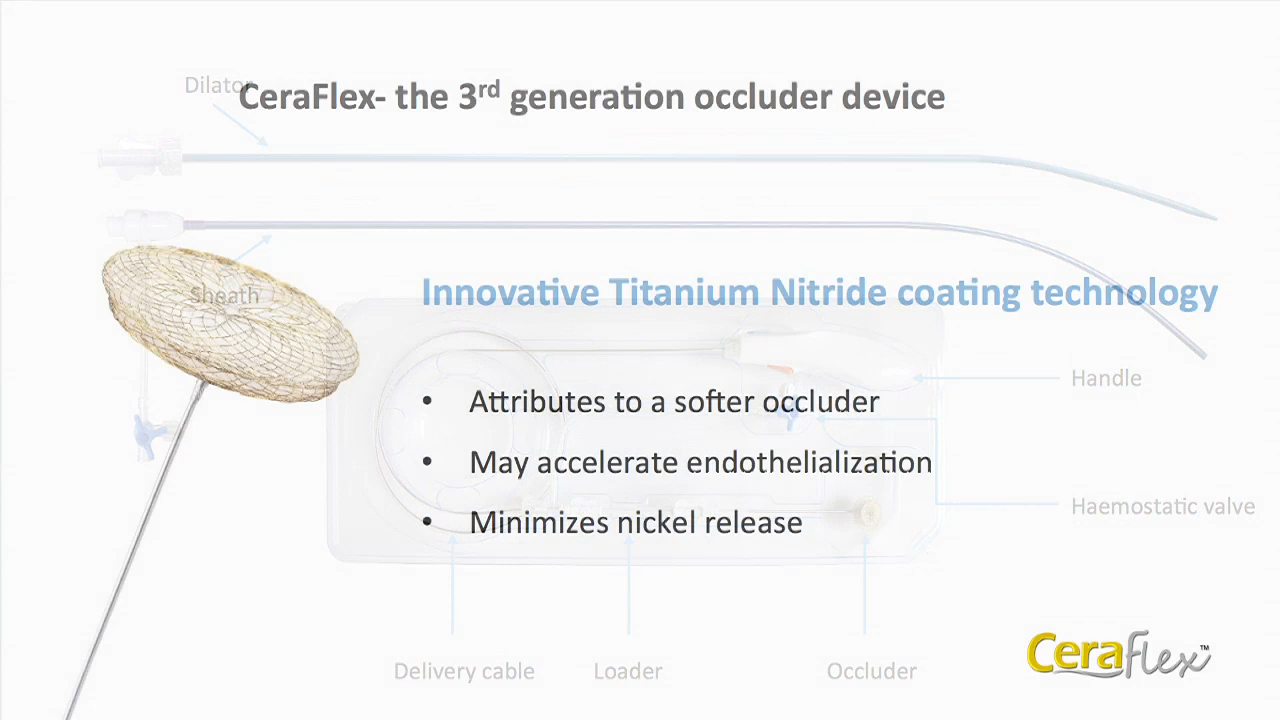 Dilator
CeraFlex- the 3rd generation occluder device
Sheath
Innovative Titanium Nitride coating technology
Handle
• Attributes to a softer occluder
• May accelerate endothelialization
Haemostatic valve
• Minimizes nickel release
Delivery cable
Loader
Occluder
CeraFlex™